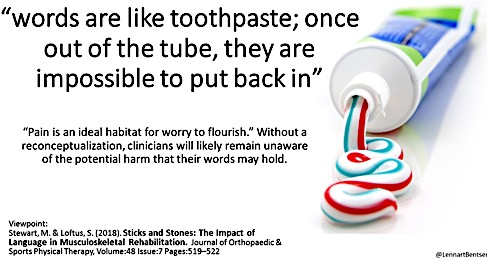 “words are like toothpaste; once
out of the tube, they are
impossible to put back in”
“Pain is an ideal habitat for worry to flourish.” Without a
reconceptualization, clinicians will likely remain unaware
of the potential harm that their words may hold.
Viewpoint:
Stewart, M. & Loftus, S. (2018). Sticks and Stones: The Impact of
Language in Musculoskeletal Rehabilitation. Journal of Orthopaedic &
Sports Physical Therapy, Volume:48 Issue:7 Pages:519–522
@LennartBentsen